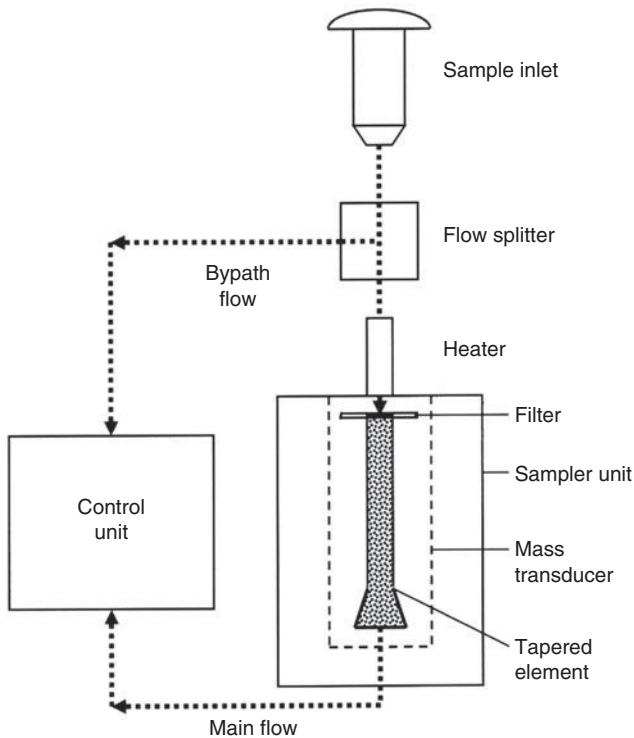 Sample inlet
Flow splitter
Bypath
flow
Heater
Filter
Sampler unit
Control
unit
Mass
transducer
Tapered
element
Main flow